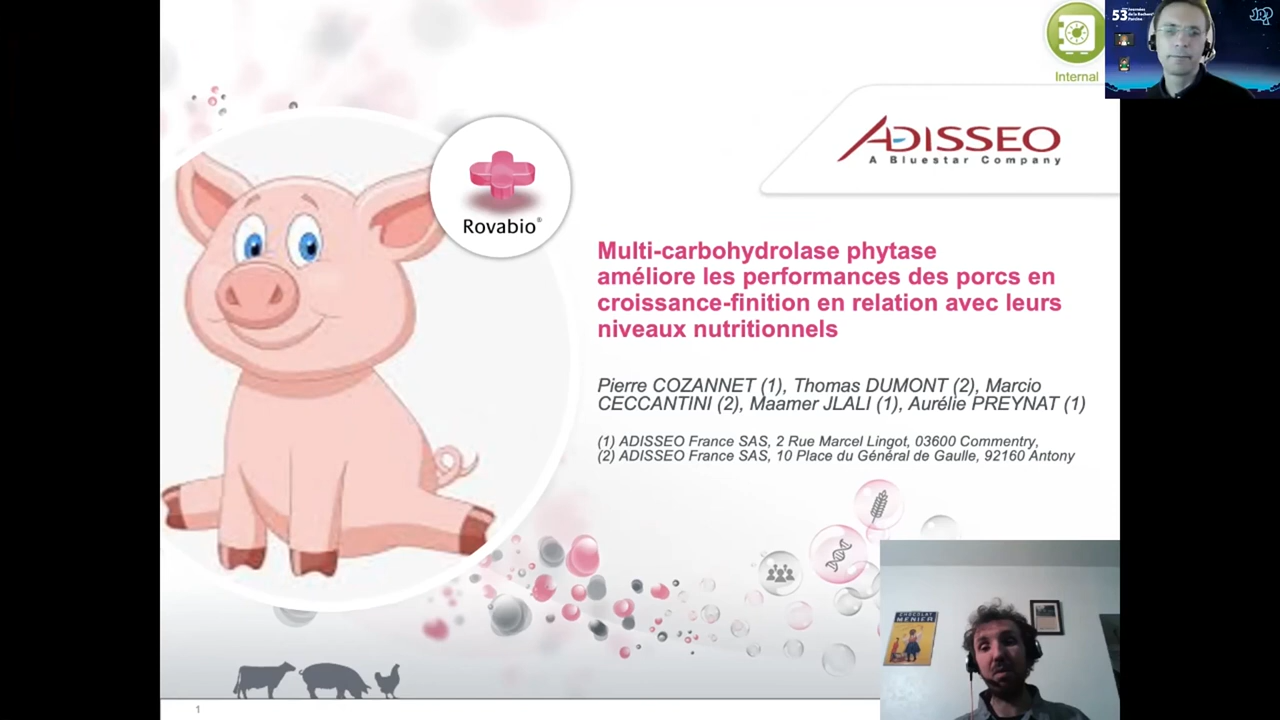 Internal
53
ADISSEO
A Bluestar Company
Rovabio®
Multi-carbohydrolase phytase
améliore les performances des porcs en
croissance-finition en relation avec leurs
niveaux nutritionnels
Pierre COZANNET (1), Thomas DUMONT (2), Marcio
CECCANTINI (2), Maamer JLALI (1), Aurélie PREYNAT (1)
(1) ADISSEO France SAS, 2 Rue Marcel Lingot, 03600 Commentry,
(2) ADISSEO France SAS, 10 Place du Général de Gaulle, 92160 Antony
CHOCOLAT
MENIER
1